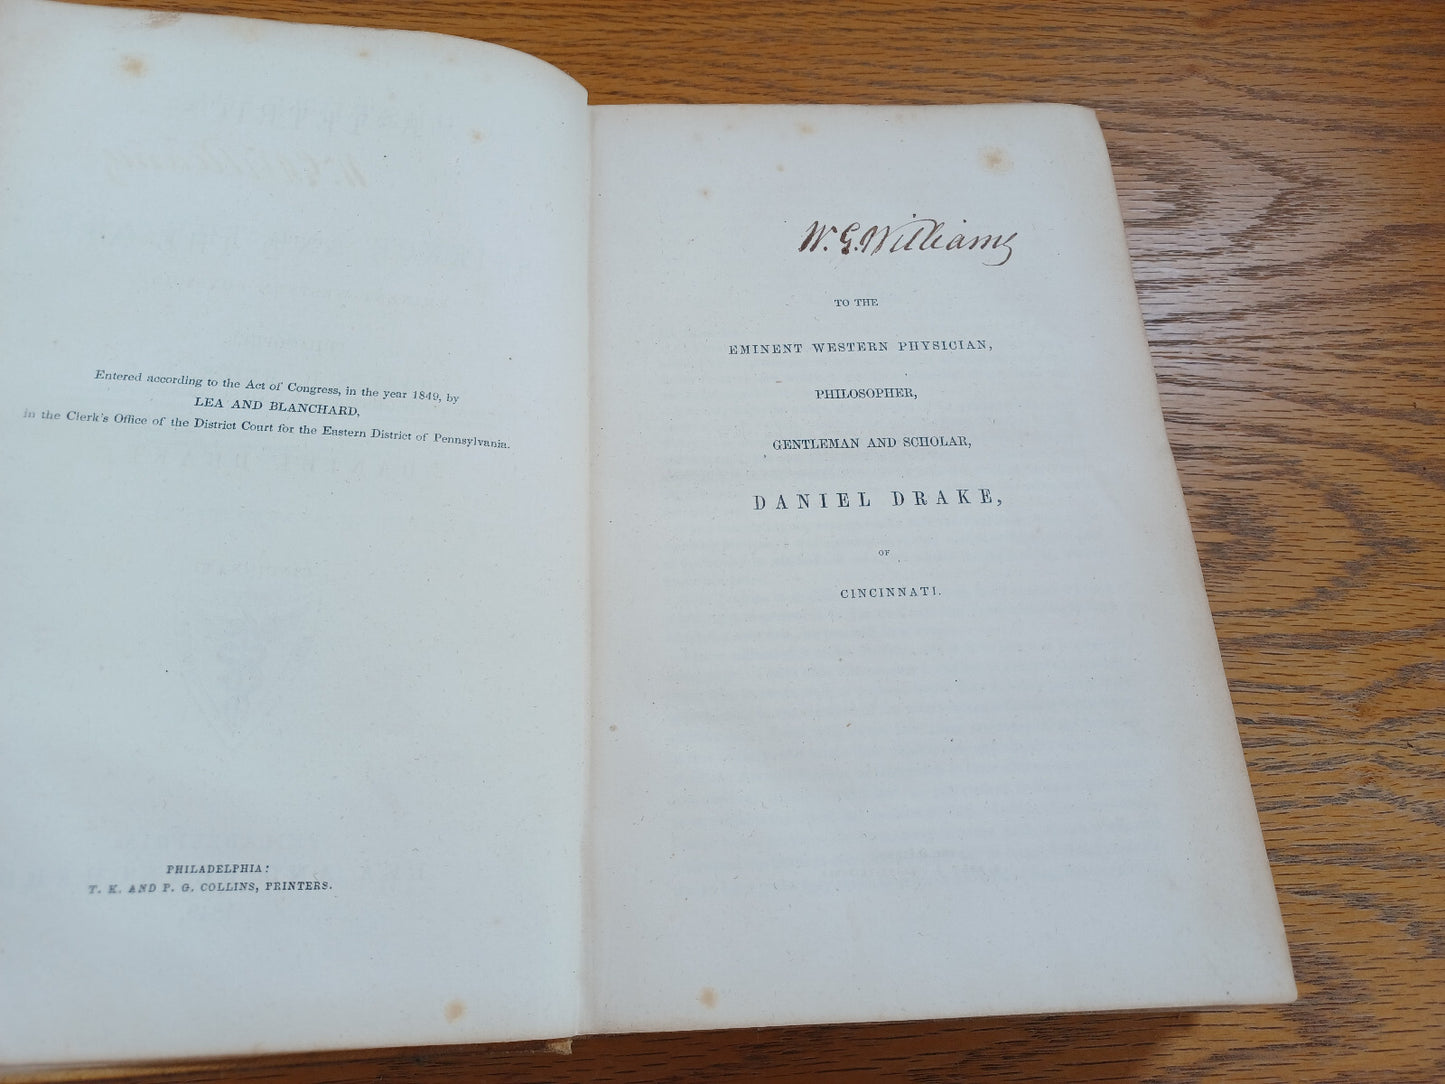 Entered according to the Act of Congress, in the year 1849, by
LEA AND BLANCHARD,
in the Clerk's Office of the District Court for the Eastern District of Pennsylvania.
PHILADELPHIA:
T. K. AND P. G. COLLINS, PRINTERS.
W. G. Williams
TO THE
EMINENT WESTERN PHYSICIAN,
PHILOSOPHER,
GENTLEMAN AND SCHOLAR,
DANIEL DRAKE,
OF
CINCINNATI.